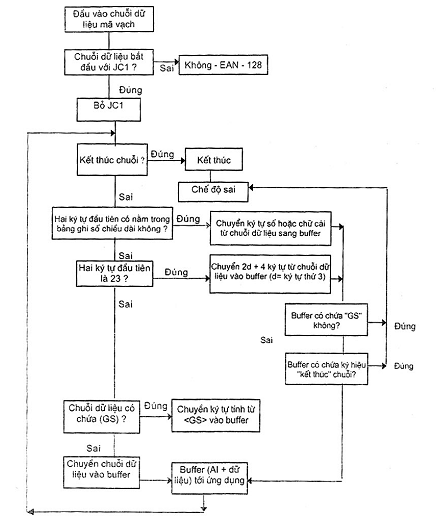 Đầu vào chuỗi dữ
liệu mã vạch
Chuỗi dữ liệu bắt
đầu với JC1 ?
Sai
Không - EAN - 128
Đúng
Bỏ JC1
Kết thúc chuỗi ?
Đúng
Kết thúc
Chế độ sai
Sai
Hai ký tự đầu tiên có nằm trong
bảng ghi số chiều dài không ?
Đúng
Chuyển ký tự số hoặc chữ cái
từ chuỗi dữ liệu sang buffer
Sai
Hai ký tự đầu tiên
là 23 ?
Đúng
Chuyển 2d + 4 ký tự từ chuỗi dữ
liệu vào buffer (d= ký tự thứ 3)
Sai
Buffer có chứa "GS"
không?
Đúng
Sai
Buffer có chứa ký hiệu
"kết thúc" chuỗi?
Đúng
Chuỗi dữ liệu có
chứa (GS) ?
Đúng
Chuyển ký tự tính từ
<GS> vào buffer
Sai
Chuyển chuỗi dữ
liệu vào buffer
Buffer (AI + dữ
liệu) tới ứng dụng